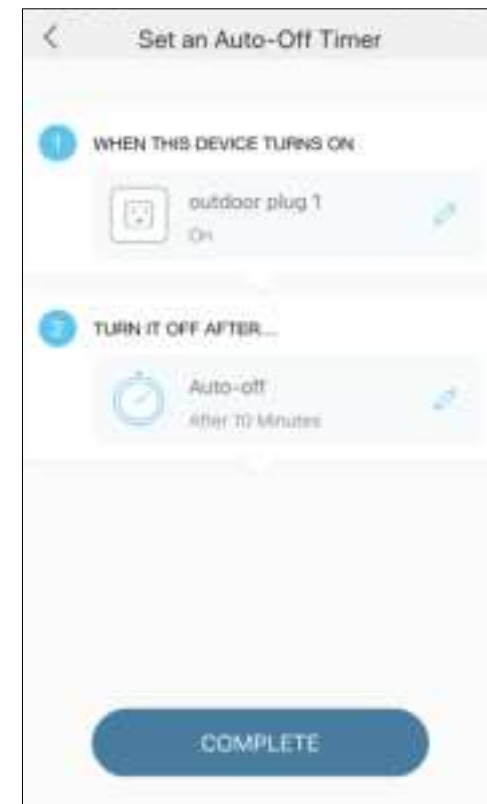 Set an Auto-Off Timer
1
WHEN THIS DEVICE TURNS ON
outdoor plug 1
On
2
TURN IT OFF AFTER...
Auto-off
After 10 Minutes
COMPLETE